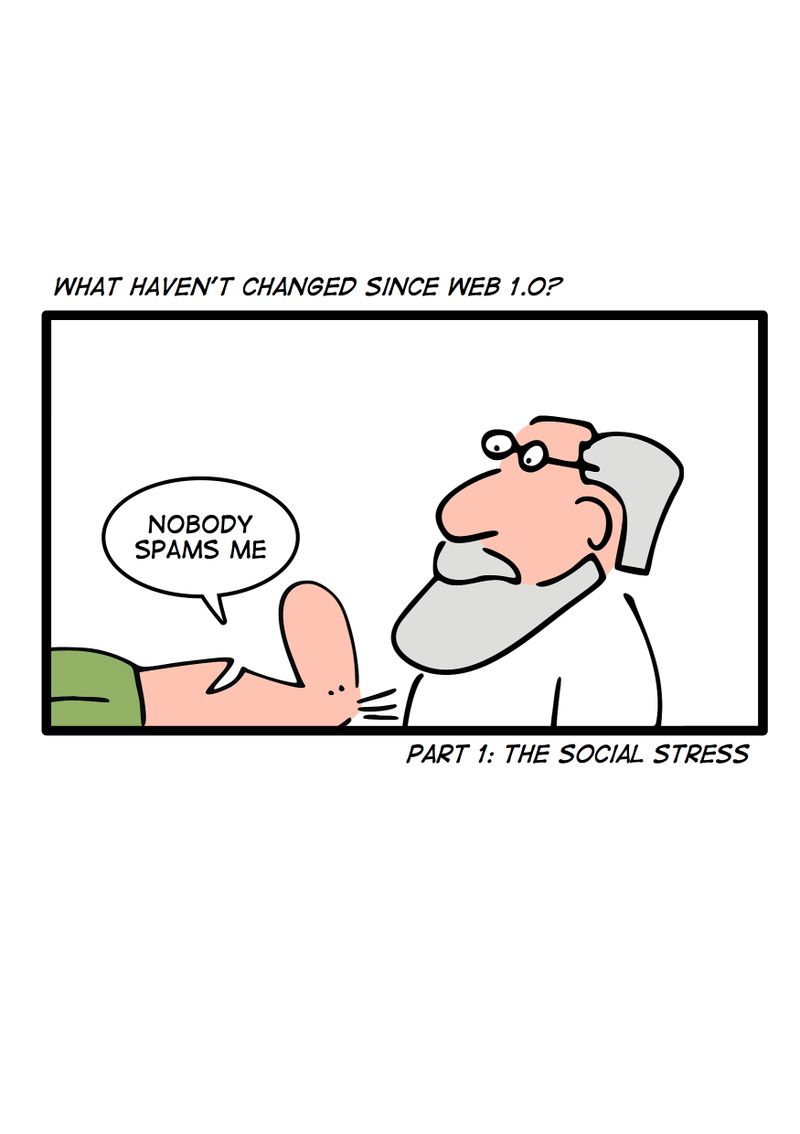 WHAT HAVEN'T CHANGED SINCE WEB 1.0?
NOBODY
SPAMS ME
PART 1: THE SOCIAL STRESS